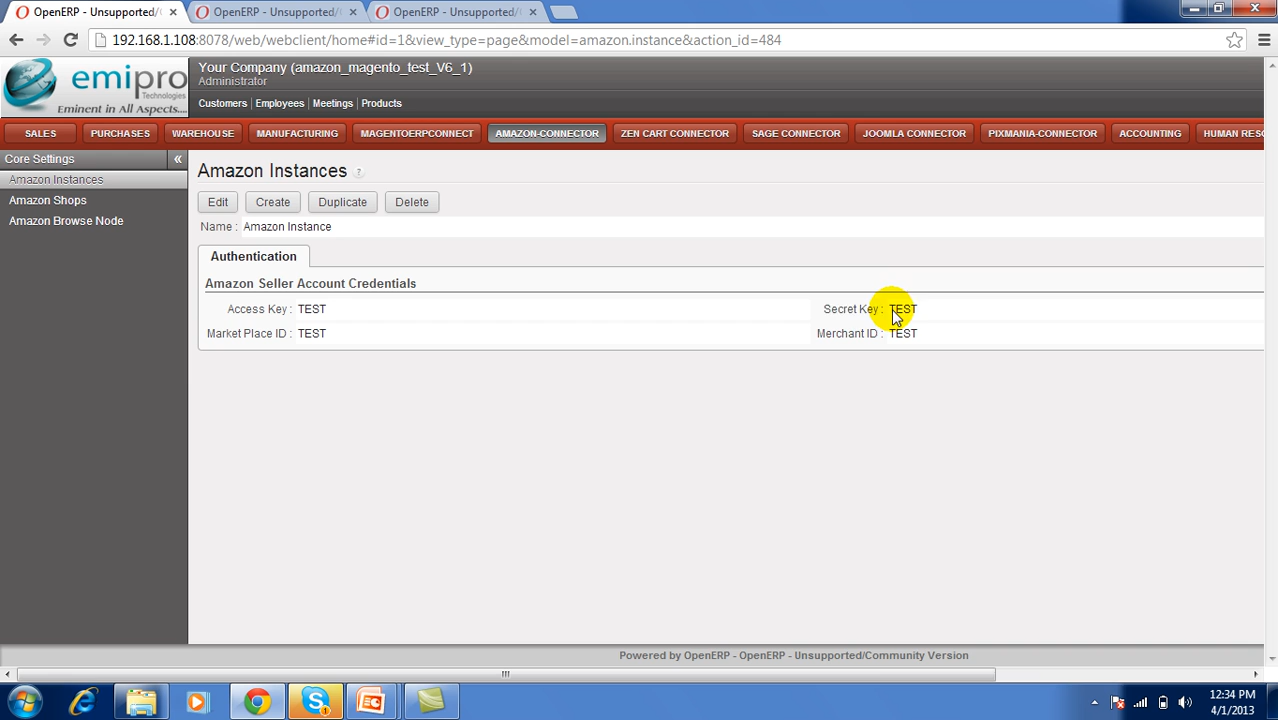 OpenERP - Unsupported/
OpenERP - Unsupported/
OpenERP - Unsupported/
192.168.1.108:8078/web/webclient/home#id=1&view_type=page&model=amazon.instance&action_id=484
emipro
Technologies
Eminent in All Aspects....
Your Company (amazon_magento_test_V6_1)
Administrator
Customers | Employees | Meetings | Products
SALES PURCHASES WAREHOUSE MANUFACTURING MAGENTOERPCONNECT AMAZON-CONNECTOR ZEN CART CONNECTOR SAGE CONNECTOR JOOMLA CONNECTOR PIXMANIA-CONNECTOR ACCOUNTING HUMAN RESO
Core Settings «
Amazon Instances
Amazon Shops
Amazon Browse Node
Amazon Instances ?
Edit Create Duplicate Delete
Name : Amazon Instance
Authentication
Amazon Seller Account Credentials
Access Key : TEST Secret Key : TEST
Market Place ID : TEST Merchant ID : TEST
Powered by OpenERP - OpenERP - Unsupported/Community Version
12:34 PM
4/1/2013